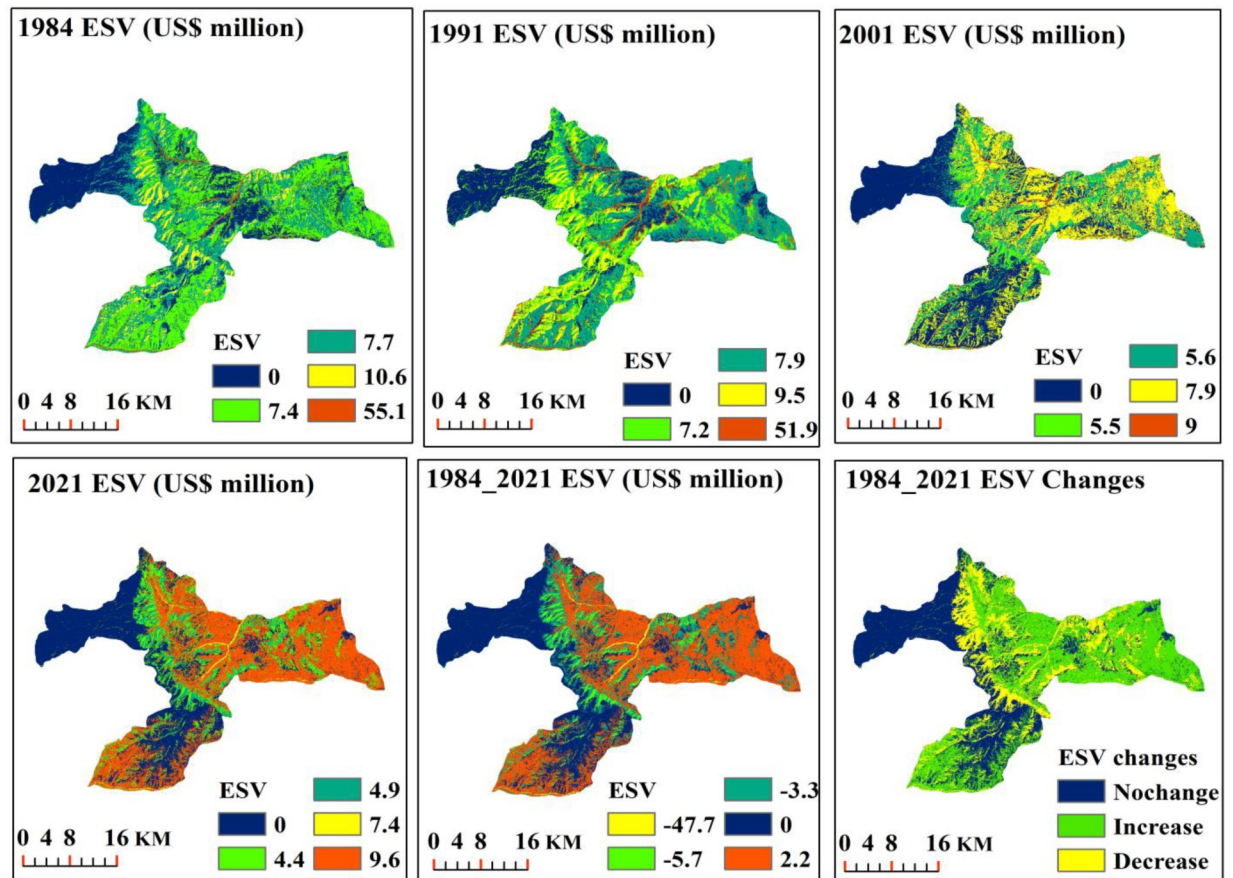 1984 ESV (US$ million)
ESV
7.7
0
10.6
7.4
55.1
0 4 8 16 KM
1991 ESV (US$ million)
ESV
7.9
0
9.5
7.2
51.9
0 4 8 16 KM
2001 ESV (US$ million)
ESV
5.6
0
7.9
5.5
9
0 4 8 16 KM
2021 ESV (US$ million)
ESV
4.9
0
7.4
4.4
9.6
0 4 8 16 KM
1984_2021 ESV (US$ million)
ESV
-3.3
-47.7
0
-5.7
2.2
0 4 8 16 KM
1984_2021 ESV Changes
ESV changes
Nochange
Increase
Decrease
0 4 8 16 KM